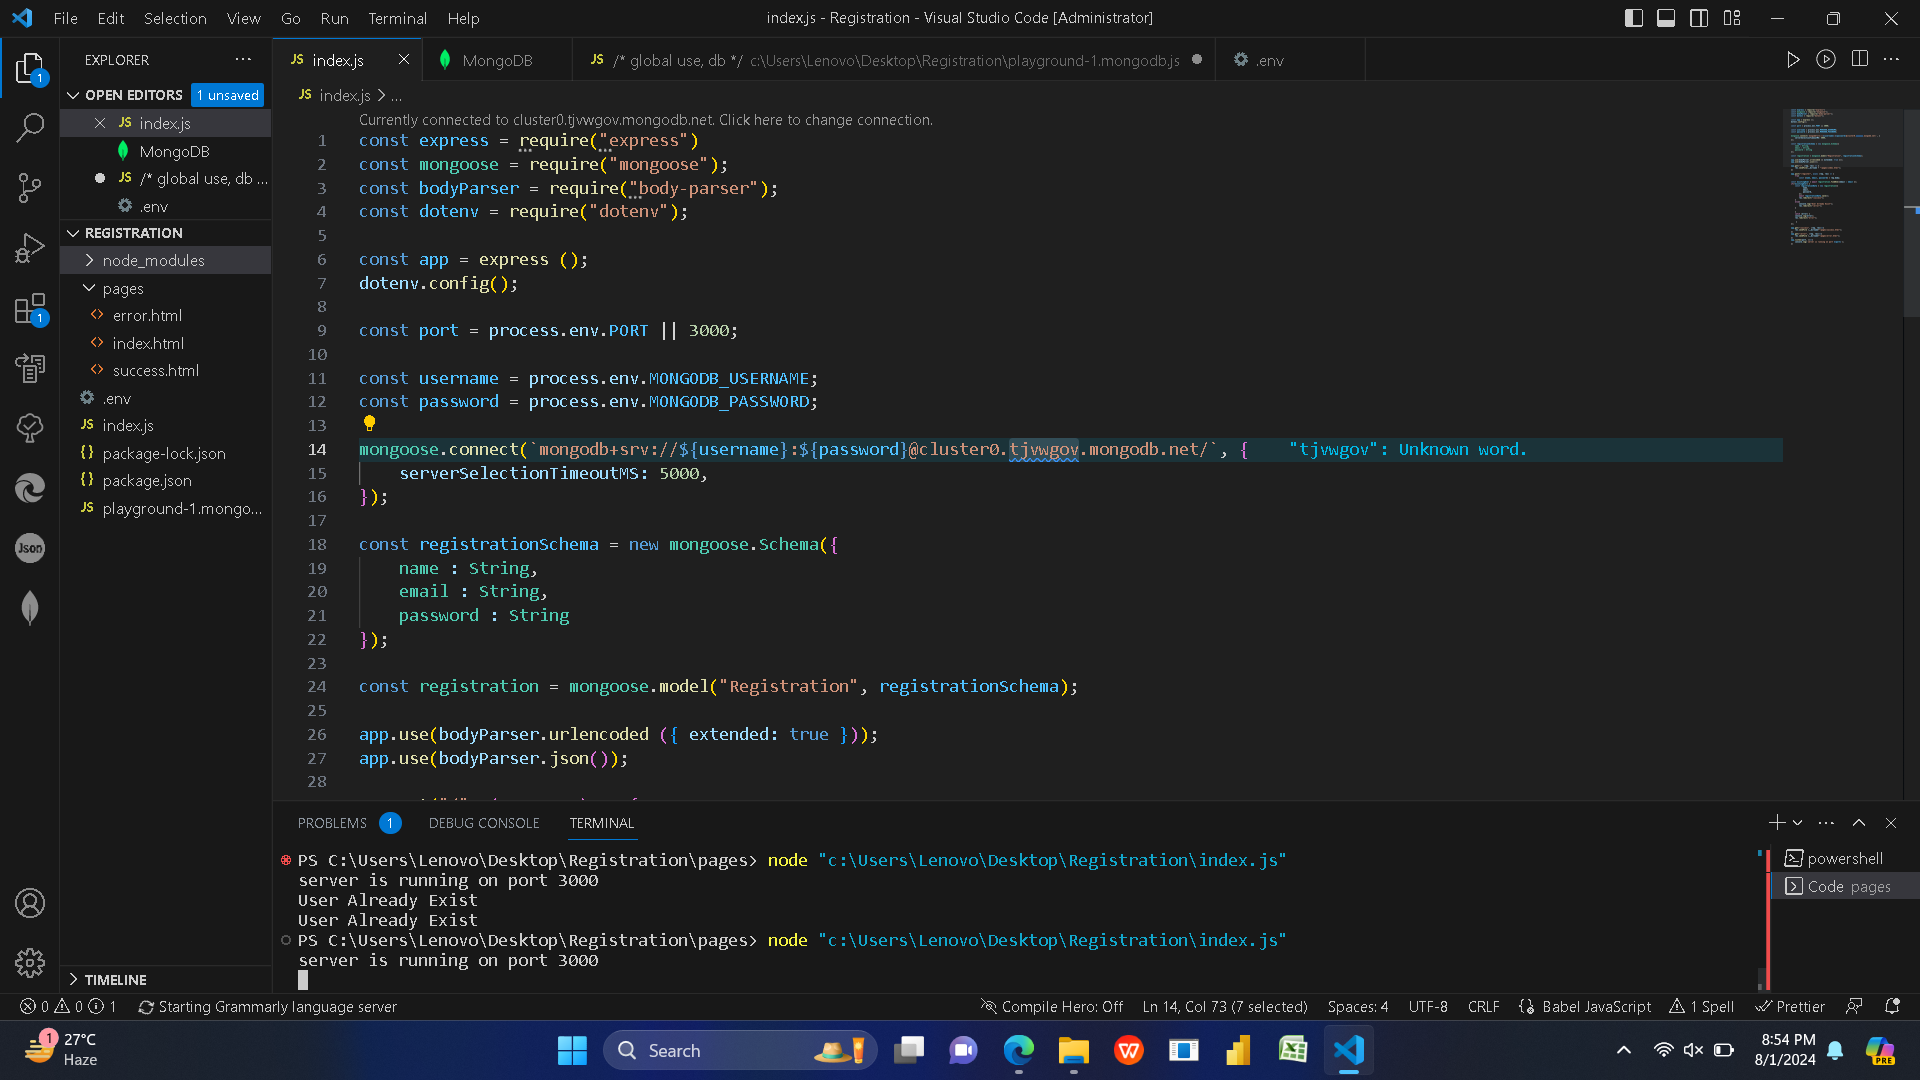 File Edit Selection View Go Run Terminal Help
index.js - Registration - Visual Studio Code [Administrator]
EXPLORER
OPEN EDITORS 1 unsaved
JS index.js
MongoDB
JS /* global use, db ...
.env
REGISTRATION
node_modules
pages
<> error.html
<> index.html
<> success.html
.env
JS index.js
{} package-lock.json
{} package.json
JS playground-1.mongo...
TIMELINE
1
1
Json
JS index.js
MongoDB
JS /* global use, db */ c:\Users\Lenovo\Desktop\Registration\playground-1.mongodb.js
.env
JS index.js > ...
Currently connected to cluster0.tjvwgov.mongodb.net. Click here to change connection.
1 const express = require("express")
2 const mongoose = require("mongoose");
3 const bodyParser = require("body-parser");
4 const dotenv = require("dotenv");
5
6 const app = express ();
7 dotenv.config();
8
9 const port = process.env.PORT || 3000;
10
11 const username = process.env.MONGODB_USERNAME;
12 const password = process.env.MONGODB_PASSWORD;
13
14 mongoose.connect(`mongodb+srv://${username}:${password}@cluster0.tjvwgov.mongodb.net/`, { "tjvwgov": Unknown word.
15 serverSelectionTimeoutMS: 5000,
16 });
17
18 const registrationSchema = new mongoose.Schema({
19 name : String,
20 email : String,
21 password : String
22 });
23
24 const registration = mongoose.model("Registration", registrationSchema);
25
26 app.use(bodyParser.urlencoded ({ extended: true }));
27 app.use(bodyParser.json());
28
PROBLEMS 1 DEBUG CONSOLE TERMINAL
PS C:\Users\Lenovo\Desktop\Registration\pages> node "c:\Users\Lenovo\Desktop\Registration\index.js"
server is running on port 3000
User Already Exist
User Already Exist
PS C:\Users\Lenovo\Desktop\Registration\pages> node "c:\Users\Lenovo\Desktop\Registration\index.js"
server is running on port 3000
powershell
Code pages
0 0 1 Starting Grammarly language server
Compile Hero: Off Ln 14, Col 73 (7 selected) Spaces: 4 UTF-8 CRLF {} Babel JavaScript 1 Spell Prettier
1
27°C
Haze
Search
W
8:54 PM
8/1/2024
PRE